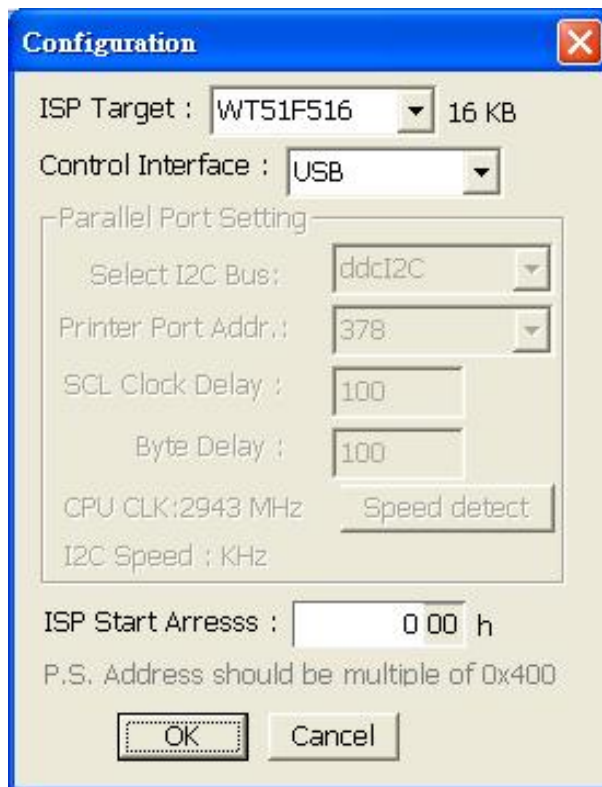 Configuration
ISP Target : WT51F516 16 KB
Control Interface : USB
Parallel Port Setting
Select I2C Bus: ddcI2C
Printer Port Addr.: 378
SCL Clock Delay : 100
Byte Delay : 100
CPU CLK:2943 MHz Speed detect
I2C Speed : KHz
ISP Start Arresss : 0 00 h
P.S. Address should be multiple of 0x400
OK Cancel